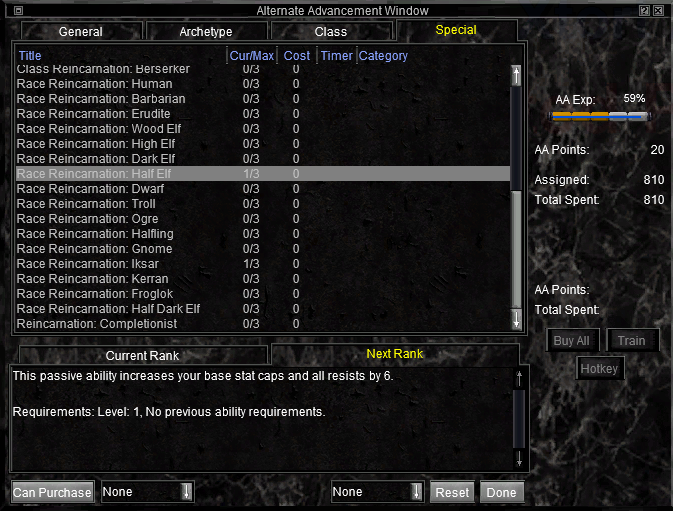 Alternate Advancement Window
General Archetype Class Special
Title Cur/Max Cost Timer Category
Class Reincarnation: Berserker 0/3 0
Race Reincarnation: Human 0/3 0
Race Reincarnation: Barbarian 0/3 0
Race Reincarnation: Erudite 0/3 0
Race Reincarnation: Wood Elf 0/3 0
Race Reincarnation: High Elf 0/3 0
Race Reincarnation: Dark Elf 0/3 0
Race Reincarnation: Half Elf 1/3 0
Race Reincarnation: Dwarf 0/3 0
Race Reincarnation: Troll 0/3 0
Race Reincarnation: Ogre 0/3 0
Race Reincarnation: Halfling 0/3 0
Race Reincarnation: Gnome 0/3 0
Race Reincarnation: Iksar 1/3 0
Race Reincarnation: Kerran 0/3 0
Race Reincarnation: Froglok 0/3 0
Race Reincarnation: Half Dark Elf 0/3 0
Reincarnation: Completionist 0/3 0
AA Exp: 59%
AA Points: 20
Assigned: 810
Total Spent: 810
AA Points:
Total Spent:
Buy All Train
Hotkey
Current Rank Next Rank
This passive ability increases your base stat caps and all resists by 6.
Requirements: Level: 1, No previous ability requirements.
Can Purchase None None Reset Done